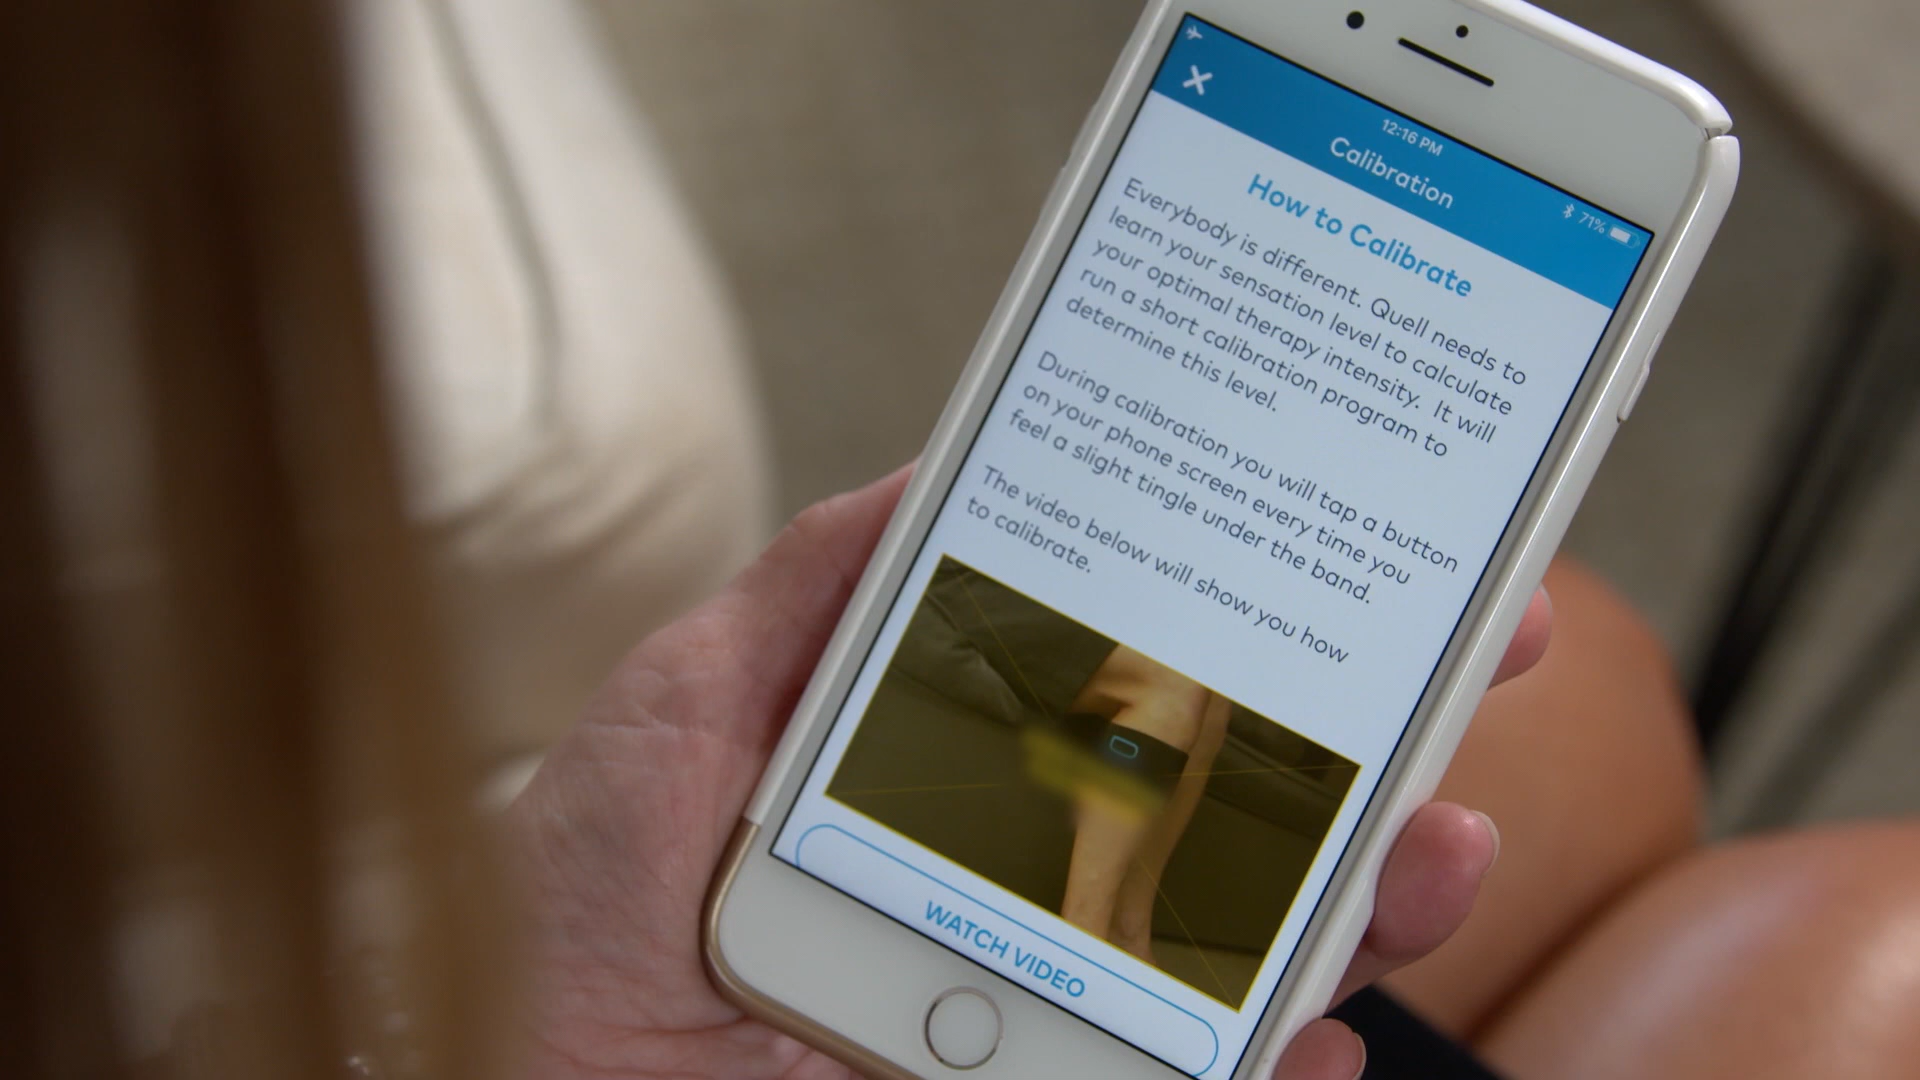 12:16 PM
71%
Calibration
How to Calibrate
Everybody is different. Quell needs to
learn your sensation level to calculate
your optimal therapy intensity. It will
run a short calibration program to
determine this level.
During calibration you will tap a button
on your phone screen every time you
feel a slight tingle under the band.
The video below will show you how
to calibrate.
WATCH VIDEO